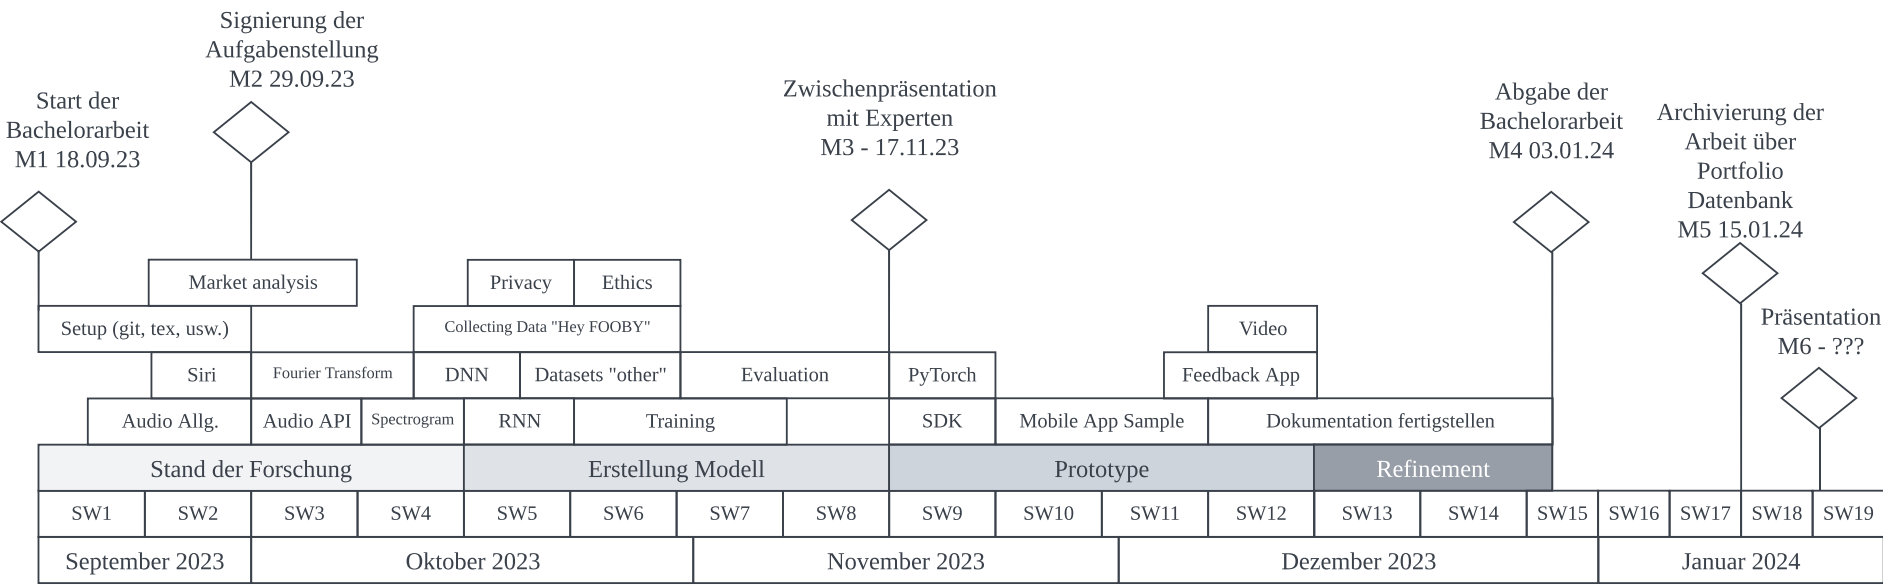 Signierung der
Aufgabenstellung
M2 29.09.23
Start der
Bachelorarbeit
M1 18.09.23
Zwischenpräsentation
mit Experten
M3 - 17.11.23
Abgabe der
Bachelorarbeit
M4 03.01.24
Archivierung der
Arbeit über
Portfolio
Datenbank
M5 15.01.24
Präsentation
M6 - ???
Market analysis
Privacy
Ethics
Setup (git, tex, usw.)
Collecting Data "Hey FOOBY"
Video
Siri
Fourier Transform
DNN
Datasets "other"
Evaluation
PyTorch
Feedback App
Audio Allg.
Audio API
Spectrogram
RNN
Training
SDK
Mobile App Sample
Dokumentation fertigstellen
Stand der Forschung
Erstellung Modell
Prototype
Refinement
SW1
SW2
SW3
SW4
SW5
SW6
SW7
SW8
SW9
SW10
SW11
SW12
SW13
SW14
SW15
SW16
SW17
SW18
SW19
September 2023
Oktober 2023
November 2023
Dezember 2023
Januar 2024